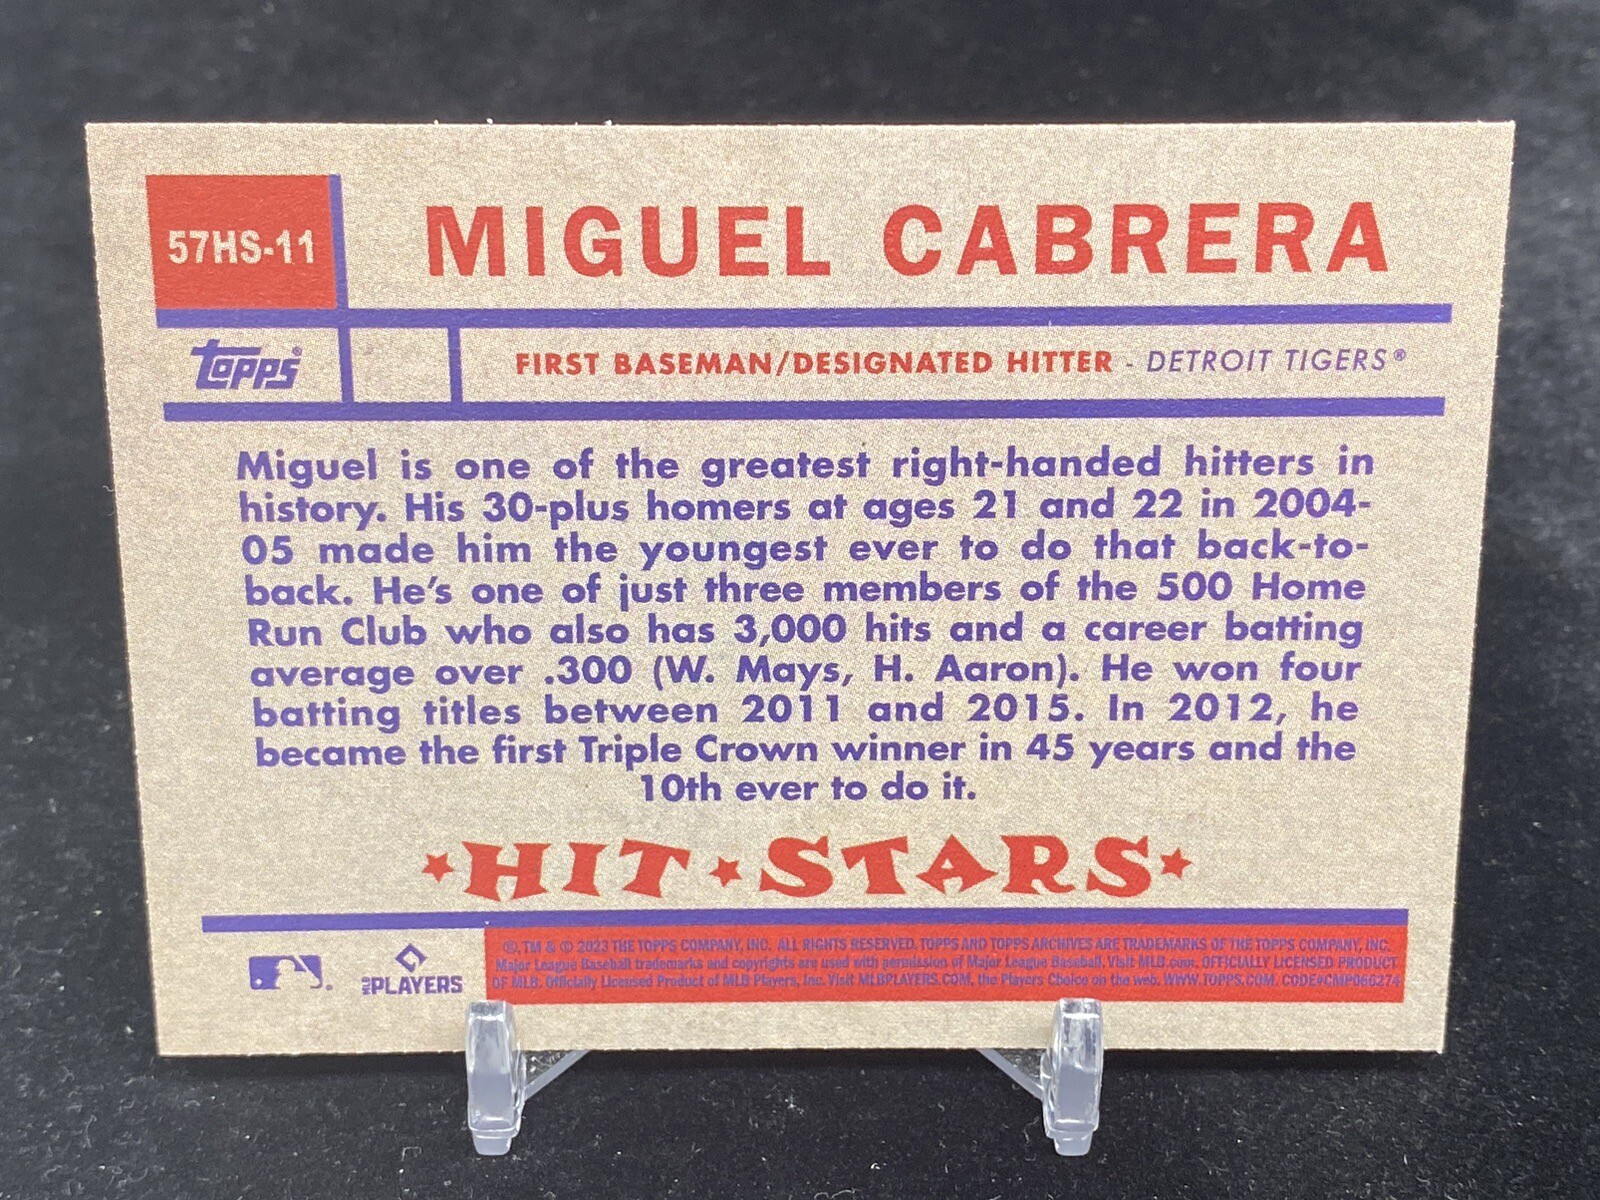 57HS-11
MIGUEL CABRERA
TOPPS®
FIRST BASEMAN/DESIGNATED HITTER - DETROIT TIGERS®
Miguel is one of the greatest right-handed hitters in
history. His 30-plus homers at ages 21 and 22 in 2004-
05 made him the youngest ever to do that back-to-
back. He's one of just three members of the 500 Home
Run Club who also has 3,000 hits and a career batting
average over .300 (W. Mays, H. Aaron). He won four
batting titles between 2011 and 2015. In 2012, he
became the first Triple Crown winner in 45 years and the
10th ever to do it.
HIT STARS
MLB PLAYERS
®, TM & © 2023 THE TOPPS COMPANY, INC. ALL RIGHTS RESERVED. TOPPS AND TOPPS ARCHIVES ARE TRADEMARKS OF THE TOPPS COMPANY, INC.
Major League Baseball trademarks and copyrights are used with permission of Major League Baseball. Visit MLB.com. OFFICIALLY LICENSED PRODUCT
OF MLB. Officially Licensed Product of MLB Players, Inc. Visit MLBPLAYERS.COM, the Players Choice on the web. WWW.TOPPS.COM. CODE#CMP066274